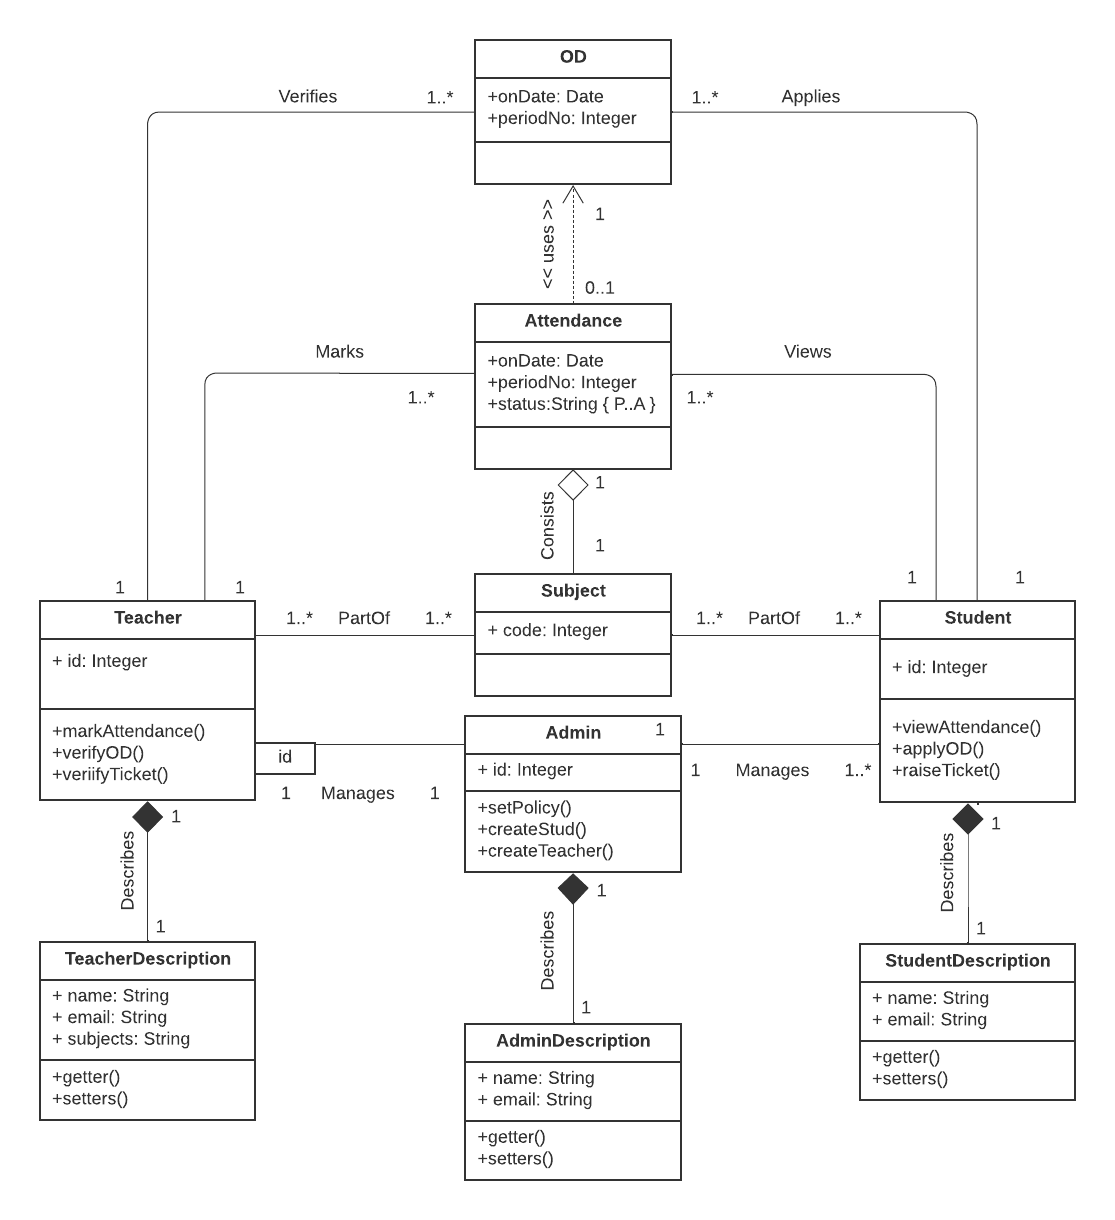 OD
+onDate: Date
+periodNo: Integer
Verifies
1..*
1..*
Applies
<< uses >>
1
0..1
Attendance
+onDate: Date
+periodNo: Integer
+status:String { P..A }
Marks
1..*
Views
1..*
Consists
1
1
1
1
1
1
Teacher
+ id: Integer
+markAttendance()
+verifyOD()
+veriifyTicket()
1..* PartOf 1..*
Subject
+ code: Integer
1..* PartOf 1..*
Student
+ id: Integer
+viewAttendance()
+applyOD()
+raiseTicket()
id
1 Manages 1
Admin 1
+ id: Integer
+setPolicy()
+createStud()
+createTeacher()
1 Manages 1..*
Describes
1
1
Describes
1
1
Describes
1
1
TeacherDescription
+ name: String
+ email: String
+ subjects: String
+getter()
+setters()
AdminDescription
+ name: String
+ email: String
+getter()
+setters()
StudentDescription
+ name: String
+ email: String
+getter()
+setters()